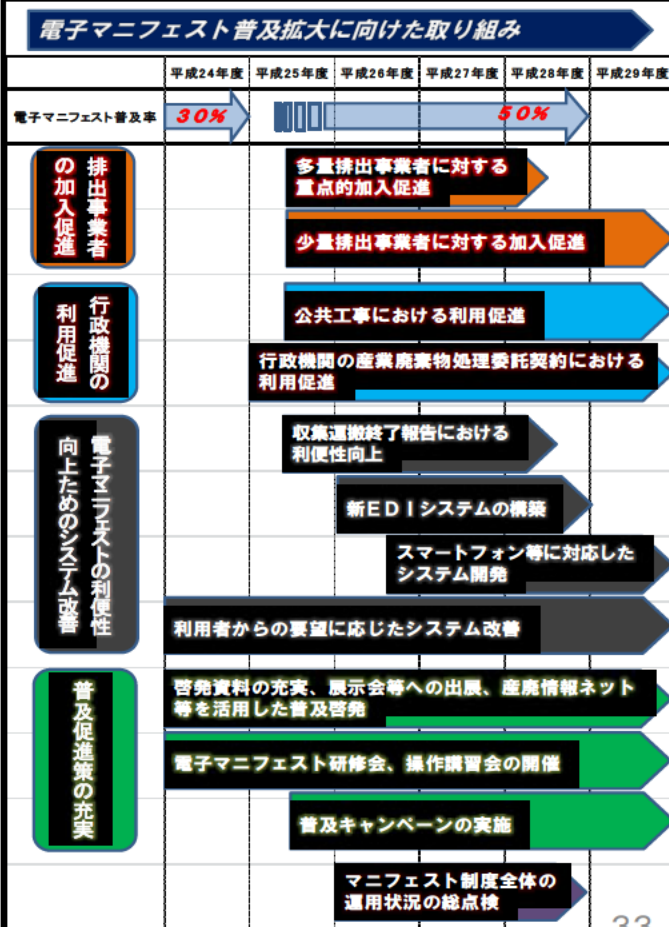 電子マニフェスト普及拡大に向けた取り組み
平成24年度 平成25年度 平成26年度 平成27年度 平成28年度 平成29年度
電子マニフェスト普及率 30% 50%
排出事業者
の加入促進
多量排出事業者に対する
重点的加入促進
少量排出事業者に対する加入促進
行政機関の
利用促進
公共工事における利用促進
行政機関の産業廃棄物処理委託契約における
利用促進
電子マニフェストの利便性
向上ためのシステム改善
収集運搬終了報告における
利便性向上
新EDIシステムの構築
スマートフォン等に対応した
システム開発
利用者からの要望に応じたシステム改善
普及促進策の充実
啓発資料の充実、展示会等への出展、産廃情報ネット
等を活用した普及啓発
電子マニフェスト研修会、操作講習会の開催
普及キャンペーンの実施
マニフェスト制度全体の
運用状況の総点検
33